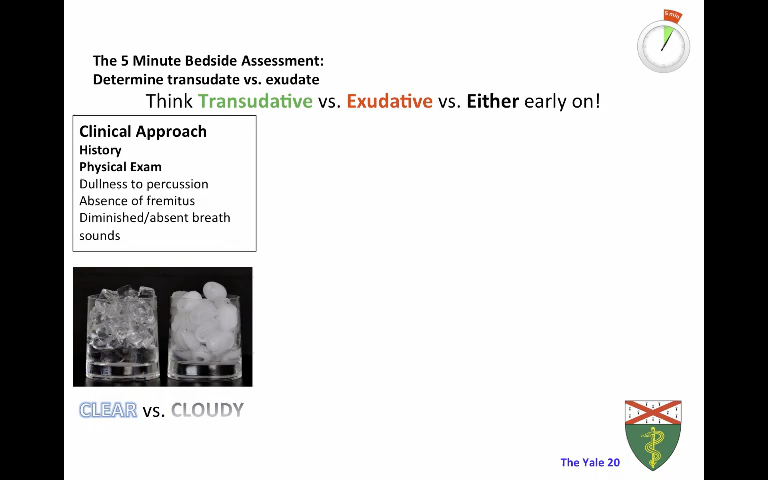 5 min
The 5 Minute Bedside Assessment:
Determine transudate vs. exudate
Think Transudative vs. Exudative vs. Either early on!
Clinical Approach
History
Physical Exam
Dullness to percussion
Absence of fremitus
Diminished/absent breath
sounds
CLEAR vs. CLOUDY
The Yale 20